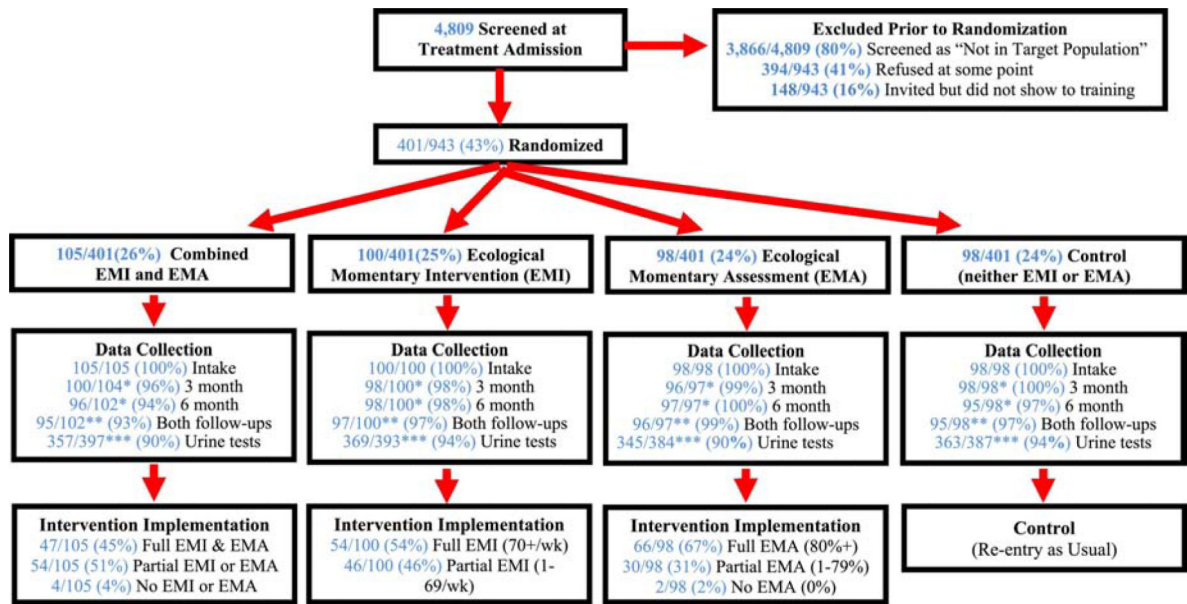 4,809 Screened at
Treatment Admission
Excluded Prior to Randomization
3,866/4,809 (80%) Screened as “Not in Target Population”
394/943 (41%) Refused at some point
148/943 (16%) Invited but did not show to training
401/943 (43%) Randomized
105/401(26%) Combined
EMI and EMA
100/401(25%) Ecological
Momentary Intervention (EMI)
98/401 (24%) Ecological
Momentary Assessment (EMA)
98/401 (24%) Control
(neither EMI or EMA)
Data Collection
105/105 (100%) Intake
100/104* (96%) 3 month
96/102* (94%) 6 month
95/102** (93%) Both follow-ups
357/397*** (90%) Urine tests
Data Collection
100/100 (100%) Intake
98/100* (98%) 3 month
98/100* (98%) 6 month
97/100** (97%) Both follow-ups
369/393*** (94%) Urine tests
Data Collection
98/98 (100%) Intake
96/97* (99%) 3 month
97/97* (100%) 6 month
96/97** (99%) Both follow-ups
345/384*** (90%) Urine tests
Data Collection
98/98 (100%) Intake
98/98* (100%) 3 month
95/98* (97%) 6 month
95/98** (97%) Both follow-ups
363/387*** (94%) Urine tests
Intervention Implementation
47/105 (45%) Full EMI & EMA
54/105 (51%) Partial EMI or EMA
4/105 (4%) No EMI or EMA
Intervention Implementation
54/100 (54%) Full EMI (70+/wk)
46/100 (46%) Partial EMI (1-
69/wk)
Intervention Implementation
66/98 (67%) Full EMA (80%+)
30/98 (31%) Partial EMA (1-79%)
2/98 (2%) No EMA (0%)
Control
(Re-entry as Usual)